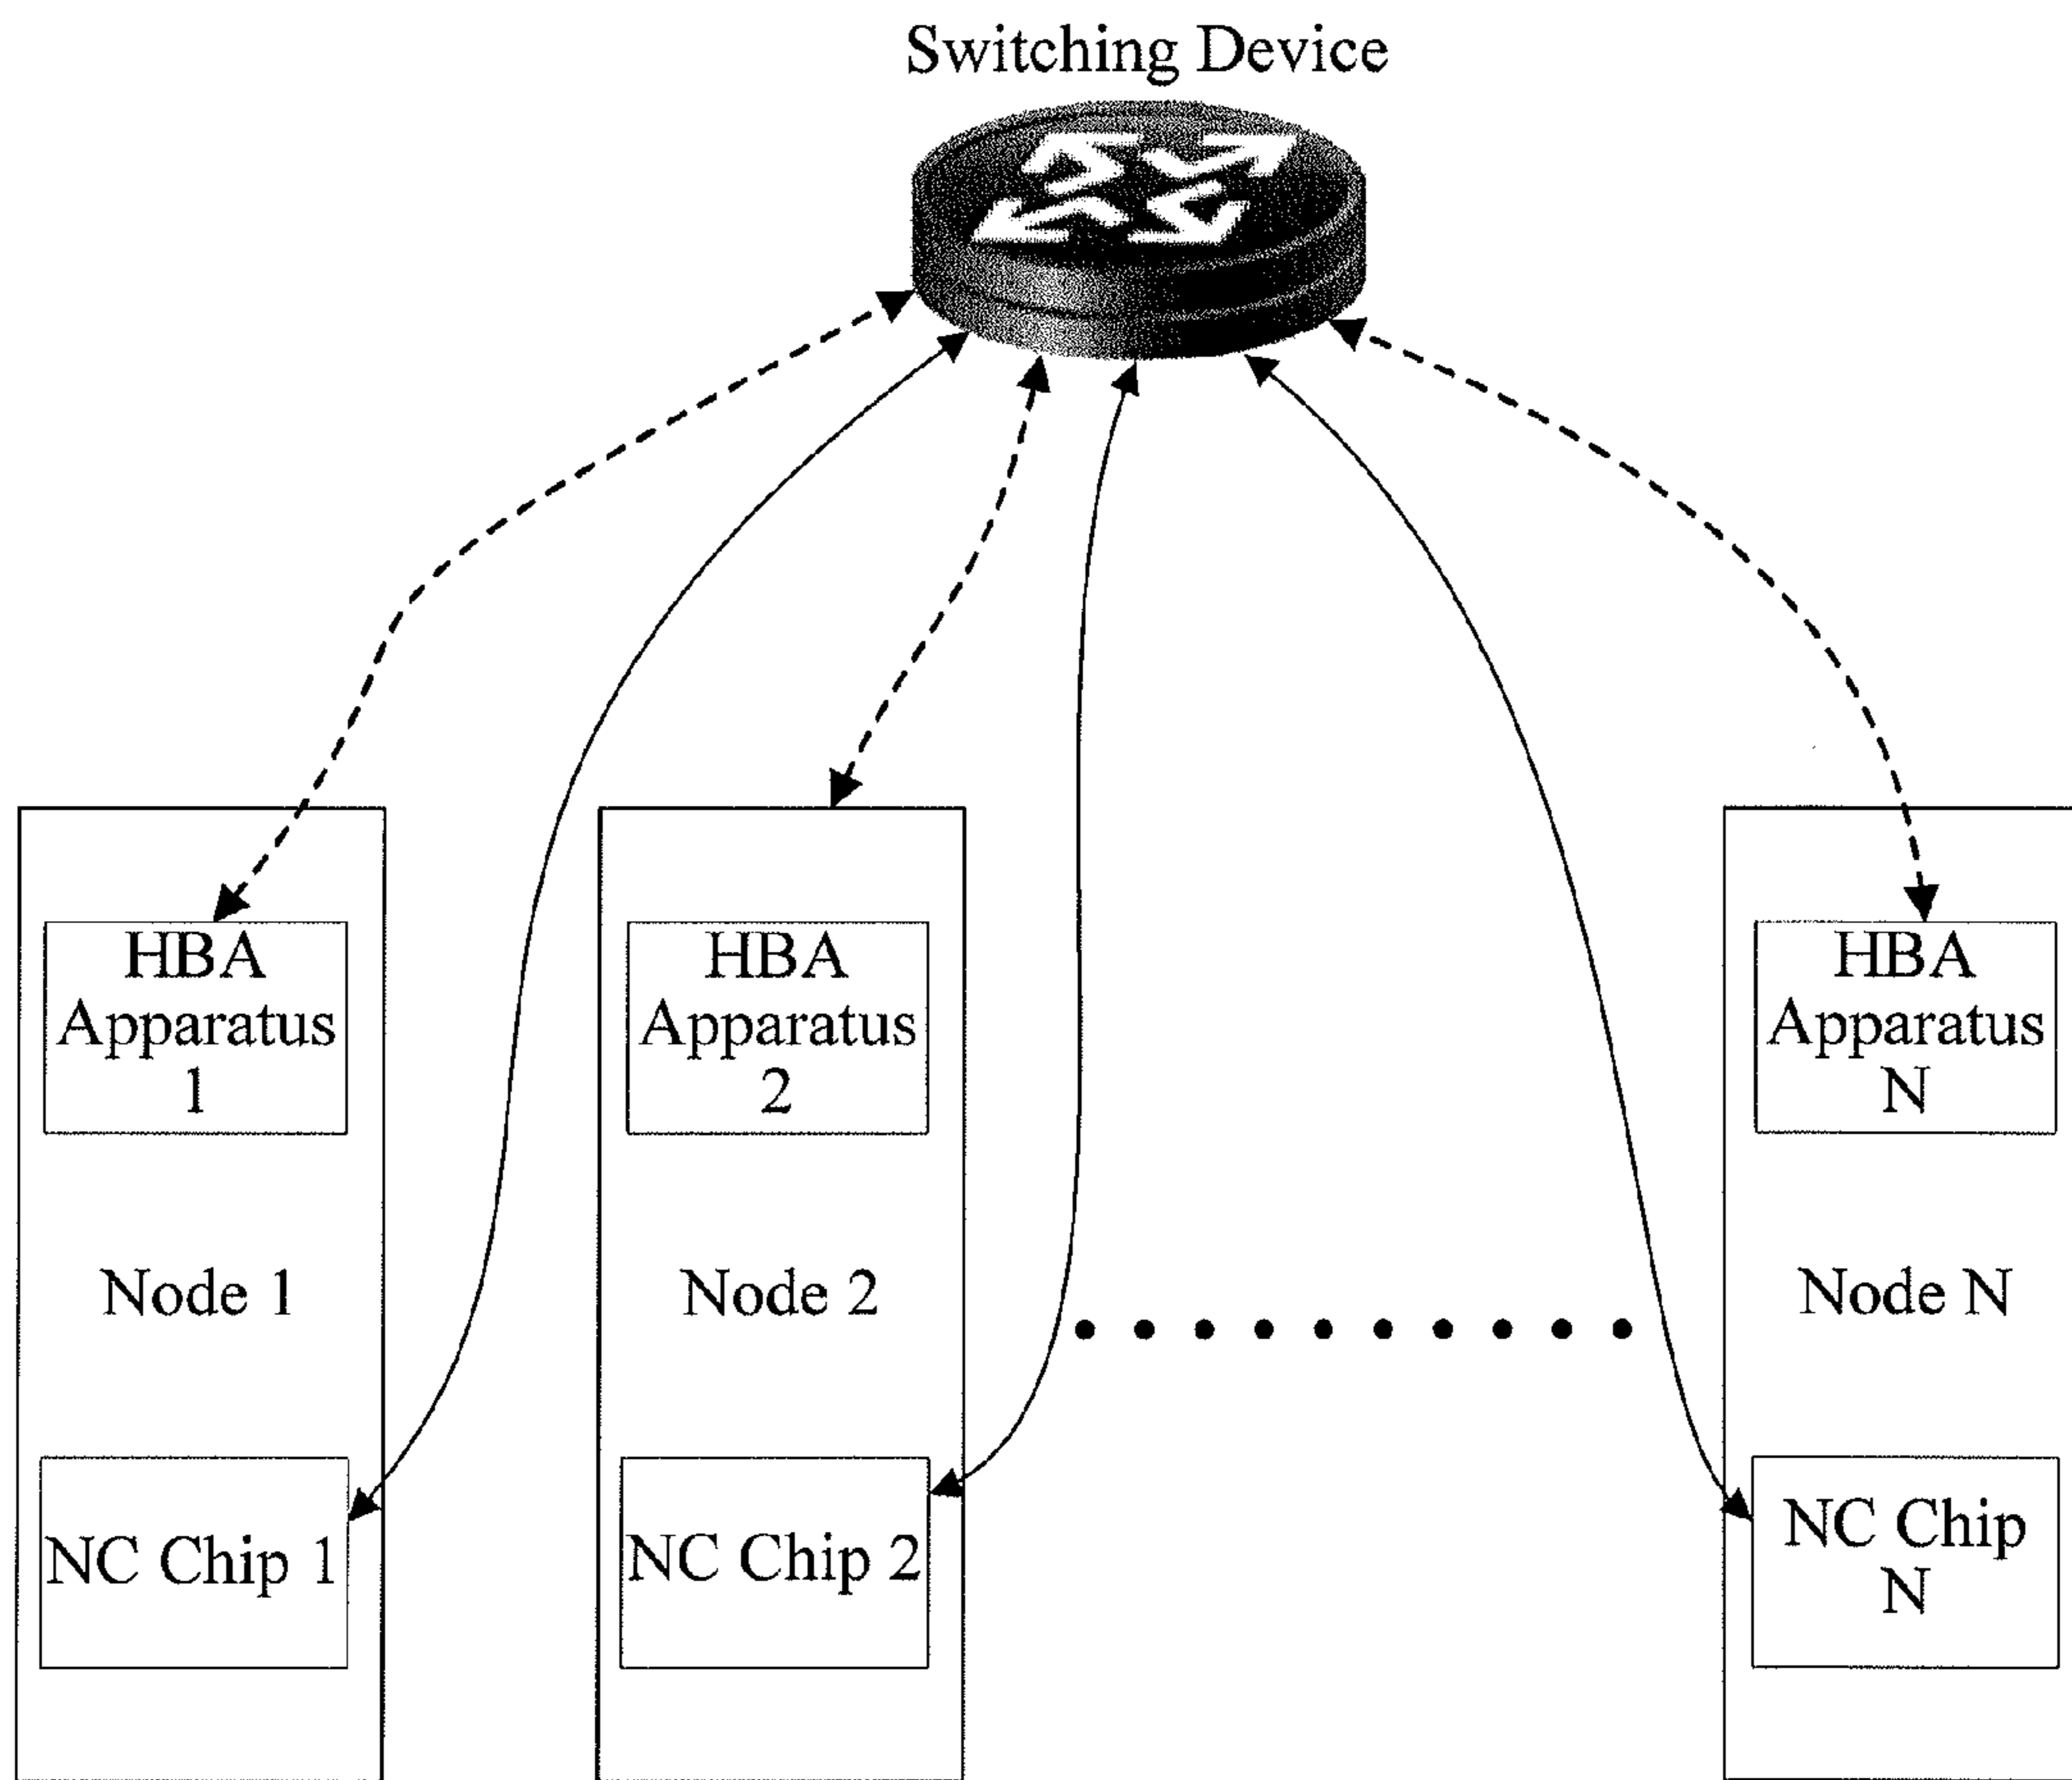 Switching Device
HBA
Apparatus
1
HBA
Apparatus
2
HBA
Apparatus
N
Node 1
Node 2
Node N
NC Chip 1
NC Chip 2
NC Chip
N